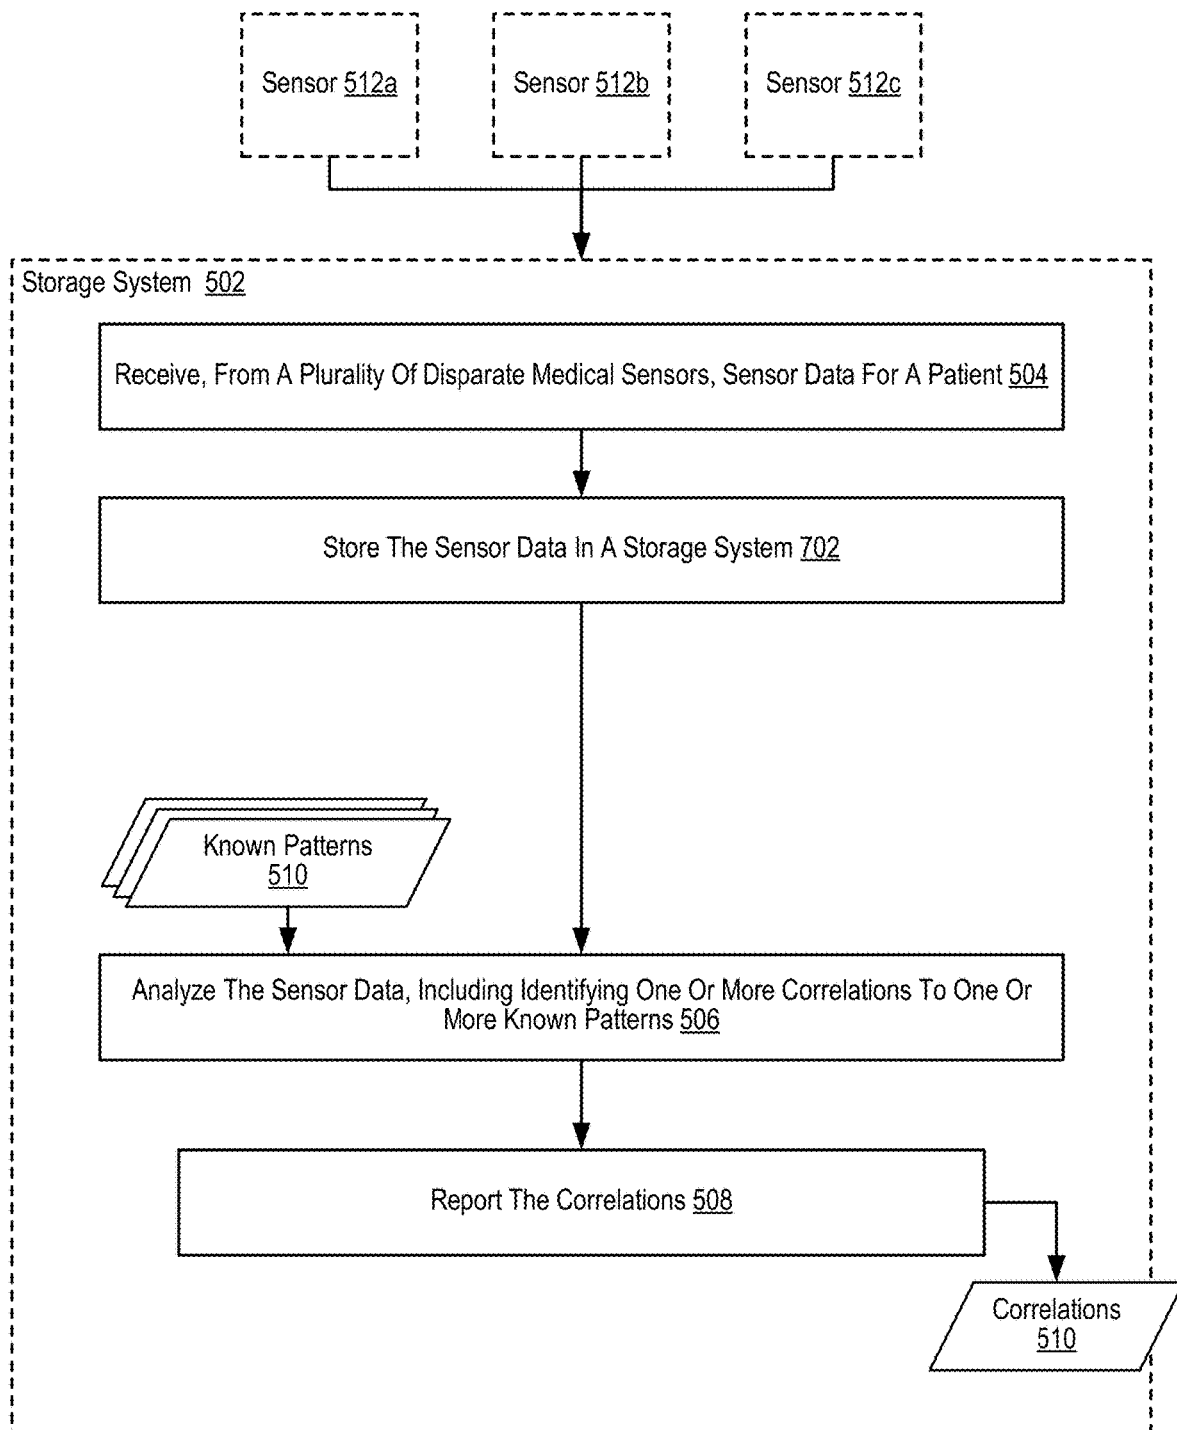 Sensor 512a
Sensor 512b
Sensor 512c
Storage System 502
Receive, From A Plurality Of Disparate Medical Sensors, Sensor Data For A Patient 504
Store The Sensor Data In A Storage System 702
Known Patterns
510
Analyze The Sensor Data, Including Identifying One Or More Correlations To One Or
More Known Patterns 506
Report The Correlations 508
Correlations
510